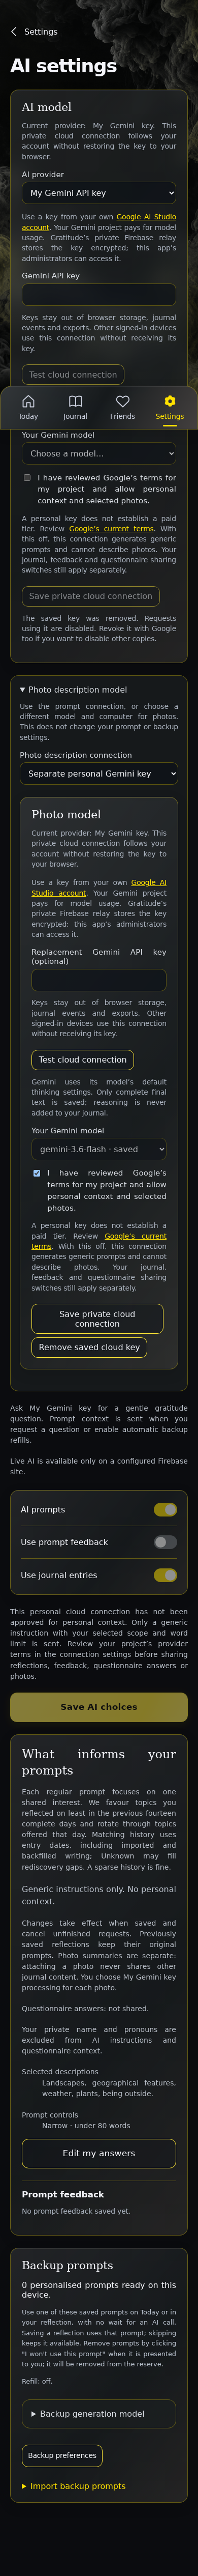 Settings
AI settings
AI model
Current provider: My Gemini key. This
private cloud connection follows your
account without restoring the key to your
browser.
AI provider
My Gemini API key
Use a key from your own Google AI Studio
account. Your Gemini project pays for model
usage. Gratitude’s private Firebase relay
stores the key encrypted; this app’s
administrators can access it.
Gemini API key
Keys stay out of browser storage, journal
events and exports. Other signed-in devices
use this connection without receiving its
key.
Test cloud connection
Today
Journal
Friends
Settings
Your Gemini model
Choose a model...
I have reviewed Google’s terms for
my project and allow personal
context and selected photos.
A personal key does not establish a paid
tier. Review Google’s current terms. With
this off, this connection generates generic
prompts and cannot describe photos. Your
journal, feedback and questionnaire sharing
switches still apply separately.
Save private cloud connection
The saved key was removed. Requests
using it are disabled. Revoke it with Google
too if you want to disable other copies.
▼ Photo description model
Use the prompt connection, or choose a
different model and computer for photos.
This does not change your prompt or backup
settings.
Photo description connection
Separate personal Gemini key
Photo model
Current provider: My Gemini key. This
private cloud connection follows your
account without restoring the key to
your browser.
Use a key from your own Google AI
Studio account. Your Gemini project
pays for model usage. Gratitude’s
private Firebase relay stores the key
encrypted; this app’s administrators
can access it.
Replacement Gemini API key
(optional)
Keys stay out of browser storage,
journal events and exports. Other
signed-in devices use this connection
without receiving its key.
Test cloud connection
Gemini uses its model’s default
thinking settings. Only complete final
text is saved; reasoning is never
added to your journal.
Your Gemini model
gemini-3.6-flash · saved
I have reviewed Google’s
terms for my project and allow
personal context and selected
photos.
A personal key does not establish a
paid tier. Review Google’s current
terms. With this off, this connection
generates generic prompts and cannot
describe photos. Your journal,
feedback and questionnaire sharing
switches still apply separately.
Save private cloud
connection
Remove saved cloud key
Ask My Gemini key for a gentle gratitude
question. Prompt context is sent when you
request a question or enable automatic backup
refills.
Live AI is available only on a configured Firebase
site.
AI prompts
Use prompt feedback
Use journal entries
This personal cloud connection has not been
approved for personal context. Only a generic
instruction with your selected scope and word
limit is sent. Review your project’s provider
terms in the connection settings before sharing
reflections, feedback, questionnaire answers or
photos.
Save AI choices
What informs your
prompts
Each regular prompt focuses on one
shared interest. We favour topics you
reflected on least in the previous fourteen
complete days and rotate through topics
offered that day. Matching history uses
entry dates, including imported and
backfilled writing; Unknown may fill
rediscovery gaps. A sparse history is fine.
Generic instructions only. No personal
context.
Changes take effect when saved and
cancel unfinished requests. Previously
saved reflections keep their original
prompts. Photo summaries are separate:
attaching a photo never shares other
journal content. You choose My Gemini key
processing for each photo.
Questionnaire answers: not shared.
Your private name and pronouns are
excluded from AI instructions and
questionnaire context.
Selected descriptions
Landscapes, geographical features,
weather, plants, being outside.
Prompt controls
Narrow · under 80 words
Edit my answers
Prompt feedback
No prompt feedback saved yet.
Backup prompts
0 personalised prompts ready on this
device.
Use one of these saved prompts on Today or in
your reflection, with no wait for an AI call.
Saving a reflection uses that prompt; skipping
keeps it available. Remove prompts by clicking
"I won't use this prompt" when it is presented
to you; it will be removed from the reserve.
Refill: off.
▶ Backup generation model
Backup preferences
▶ Import backup prompts